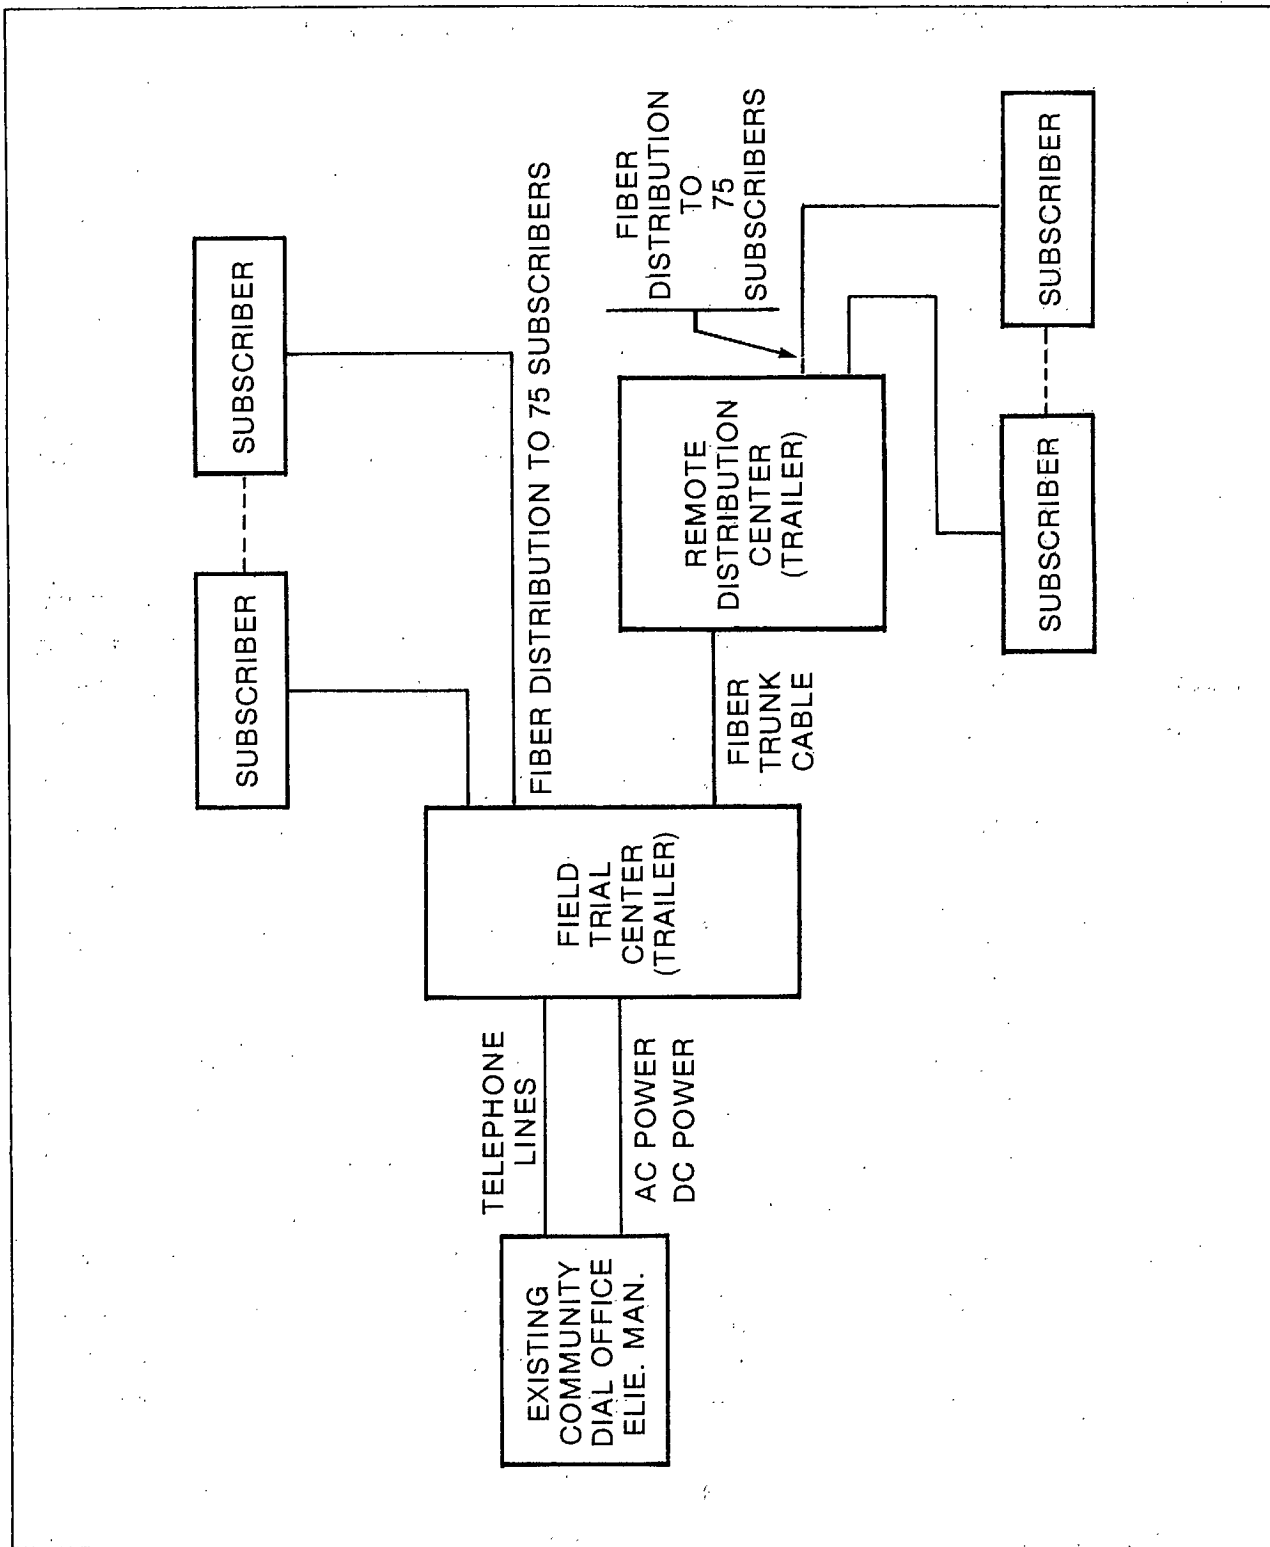 SUBSCRIBER
SUBSCRIBER
FIBER DISTRIBUTION TO 75 SUBSCRIBERS
TELEPHONE
LINES
AC POWER
DC POWER
EXISTING
COMMUNITY
DIAL OFFICE
ELIE. MAN.
FIELD
TRIAL
CENTER
(TRAILER)
FIBER
TRUNK
CABLE
REMOTE
DISTRIBUTION
CENTER
(TRAILER)
FIBER
DISTRIBUTION
TO
75
SUBSCRIBERS
SUBSCRIBER
SUBSCRIBER